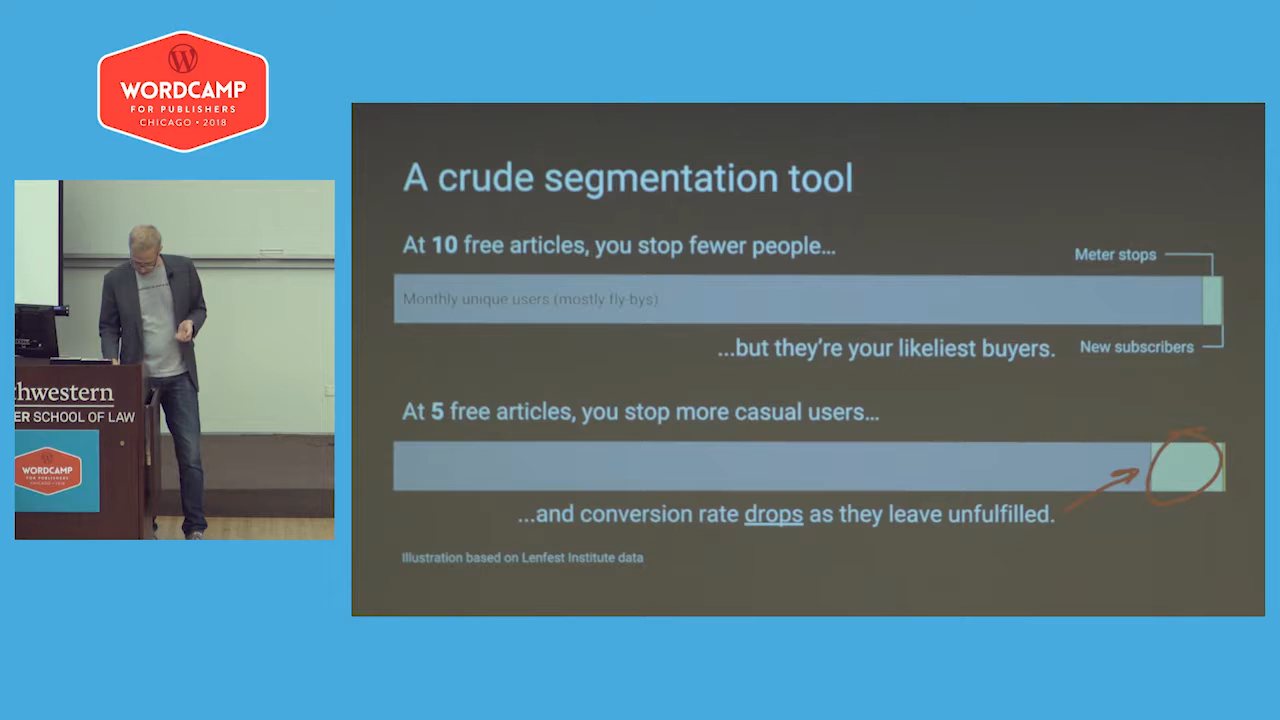 WORDCAMP
FOR PUBLISHERS
CHICAGO • 2018
hwestern
ER SCHOOL OF LAW
WORDCAMP
FOR PUBLISHERS
A crude segmentation tool
At 10 free articles, you stop fewer people…
Meter stops
Monthly unique users (mostly fly-bys)
…but they're your likeliest buyers.
New subscribers
At 5 free articles, you stop more casual users…
…and conversion rate drops as they leave unfulfilled.
Illustration based on Lenfest Institute data